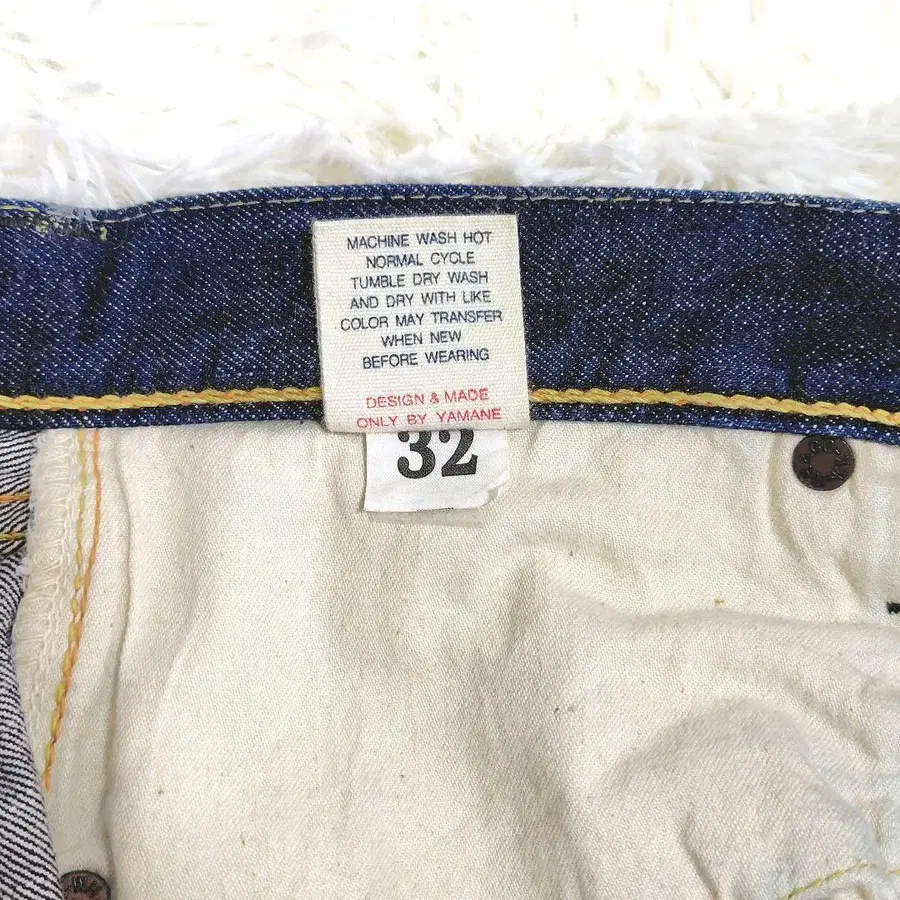 MACHINE WASH HOT
NORMAL CYCLE
TUMBLE DRY WASH
AND DRY WITH LIKE
COLOR MAY TRANSFER
WHEN NEW
BEFORE WEARING
DESIGN & MADE
ONLY BY YAMANE
32